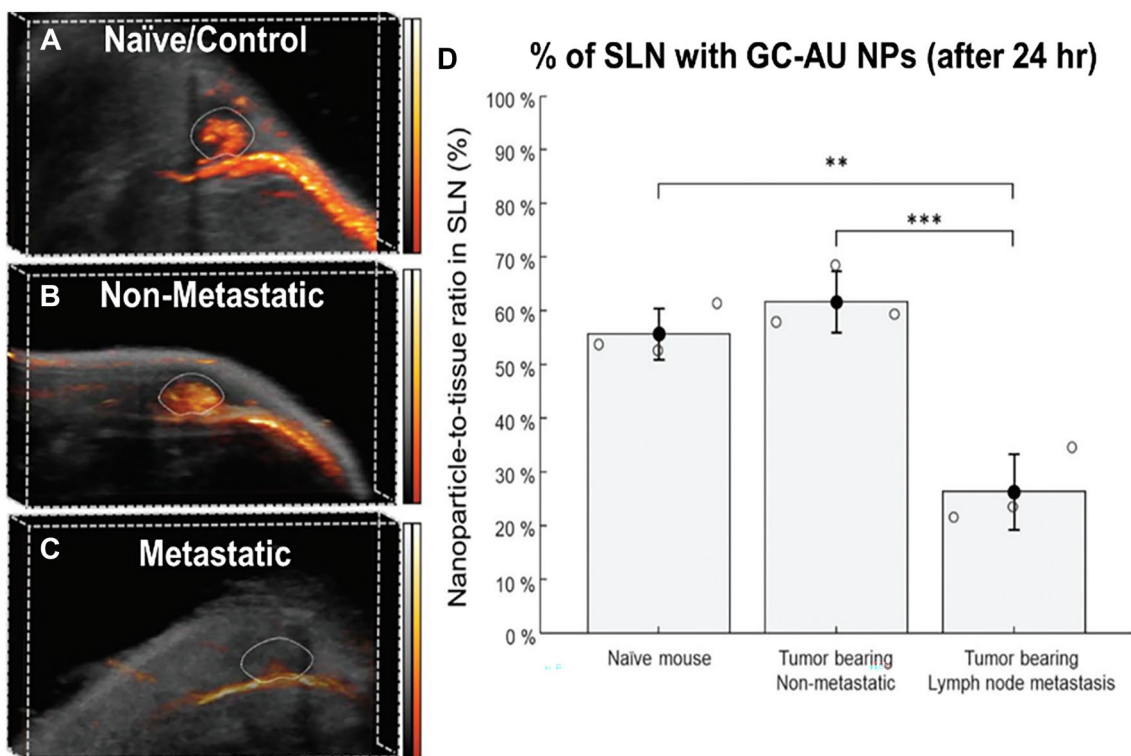 A
Naïve/Control
B
Non-Metastatic
C
Metastatic
D
% of SLN with GC-AU NPs (after 24 hr)
Nanoparticle-to-tissue ratio in SLN (%)
100 %
90 %
80 %
70 %
60 %
50 %
40 %
30 %
20 %
10 %
0 %
**
***
Naïve mouse
Tumor bearing
Non-metastatic
Tumor bearing
Lymph node metastasis